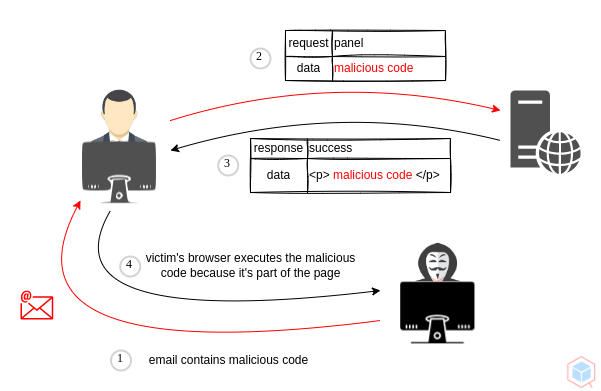 2
request panel
data malicious code
response success
3
data <p> malicious code </p>
4
victim's browser executes the malicious
code because it's part of the page
@
1
email contains malicious code